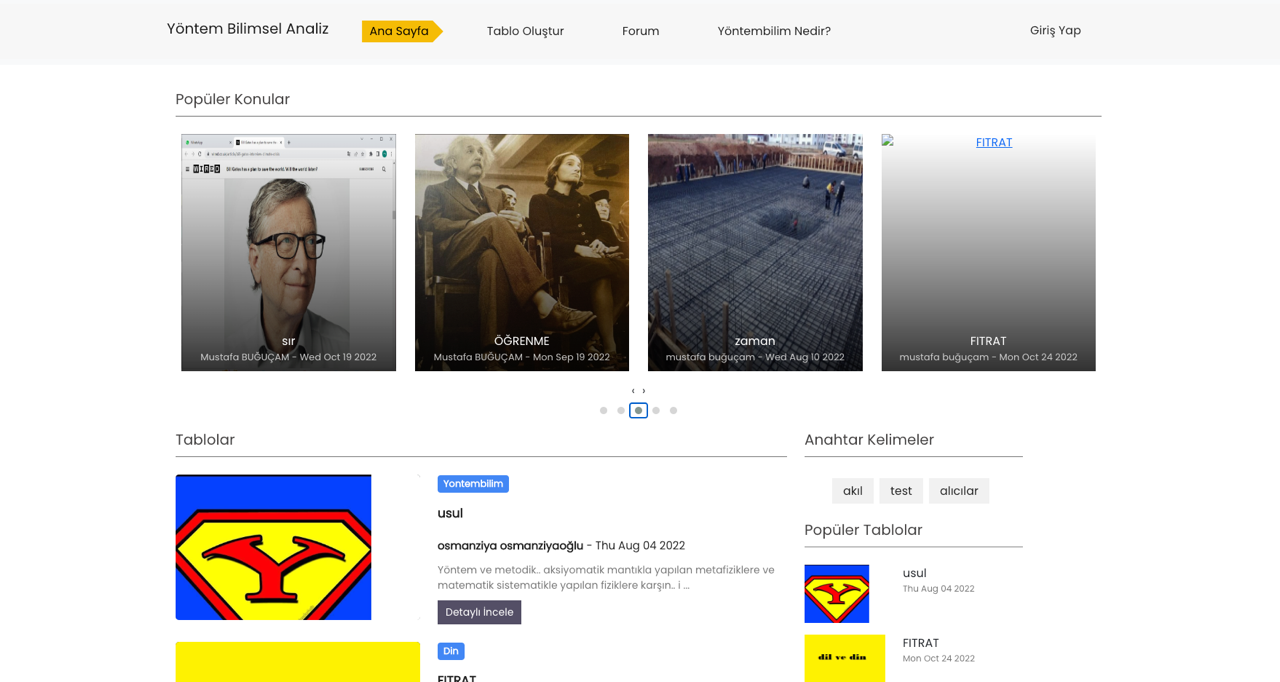 Yöntem Bilimsel Analiz
Ana Sayfa
Tablo Oluştur
Forum
Yöntembilim Nedir?
Giriş Yap
Popüler Konular
WIRED
sır
Mustafa BUĞUÇAM - Wed Oct 19 2022
ÖĞRENME
Mustafa BUĞUÇAM - Mon Sep 19 2022
zaman
mustafa buğuçam - Wed Aug 10 2022
FITRAT
FITRAT
mustafa buğuçam - Mon Oct 24 2022
‹ ›
Tablolar
Yontembilim
usul
osmanziya osmanziyaoğlu - Thu Aug 04 2022
Yöntem ve metodik.. aksiyomatik mantıkla yapılan metafiziklere ve
matematik sistematikle yapılan fiziklere karşın.. i ...
Detaylı İncele
Din
FITRAT
Anahtar Kelimeler
akıl
test
alıcılar
Popüler Tablolar
usul
Thu Aug 04 2022
dil ve din
FITRAT
Mon Oct 24 2022